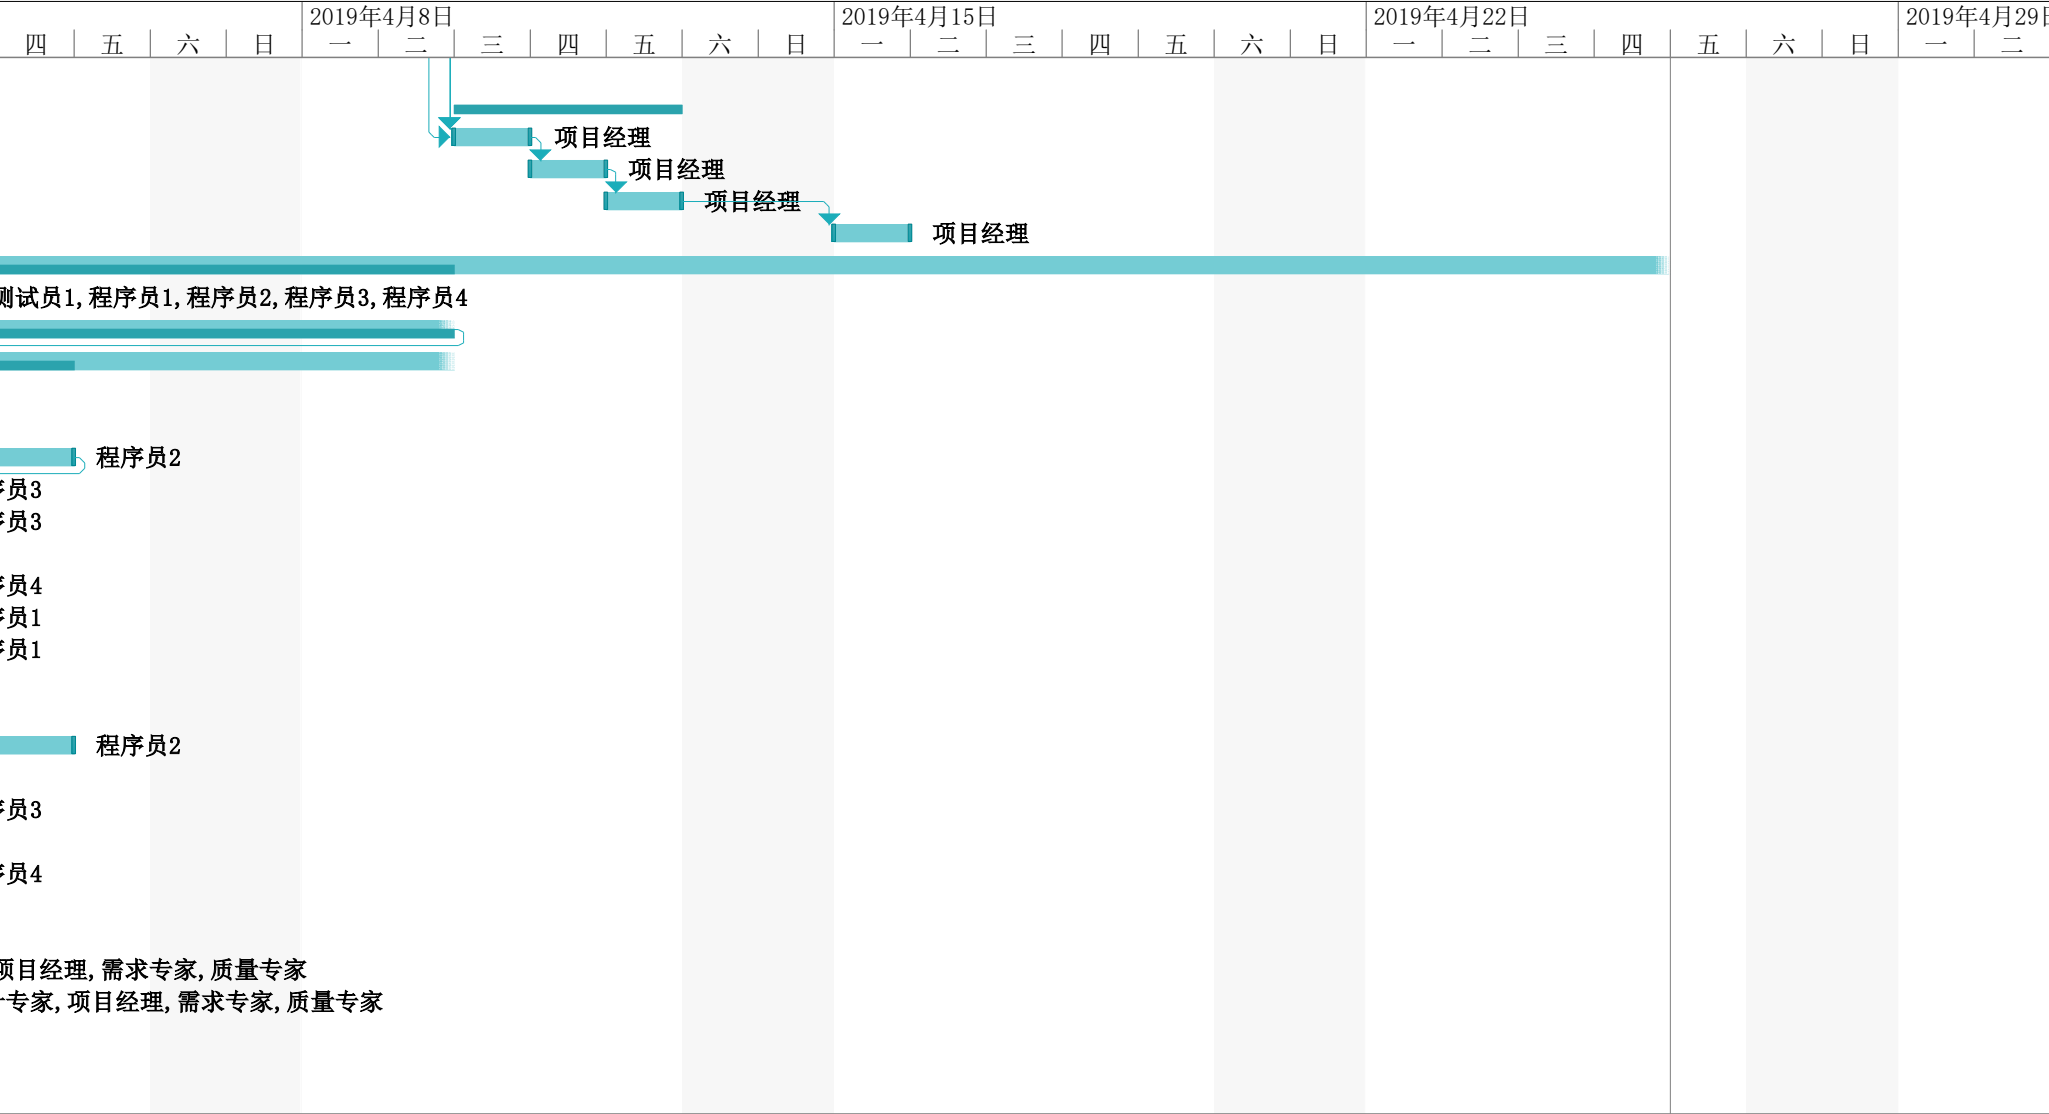 2019年4月8日 2019年4月15日 2019年4月22日 2019年4月29日
四 五 六 日 一 二 三 四 五 六 日 一 二 三 四 五 六 日 一 二 三 四 五 六 日 一 二
项目经理
项目经理
项目经理
项目经理
测试员1,程序员1,程序员2,程序员3,程序员4
程序员2
序员3
序员3
序员4
序员1
序员1
程序员2
序员3
序员4
项目经理,需求专家,质量专家
专家,项目经理,需求专家,质量专家